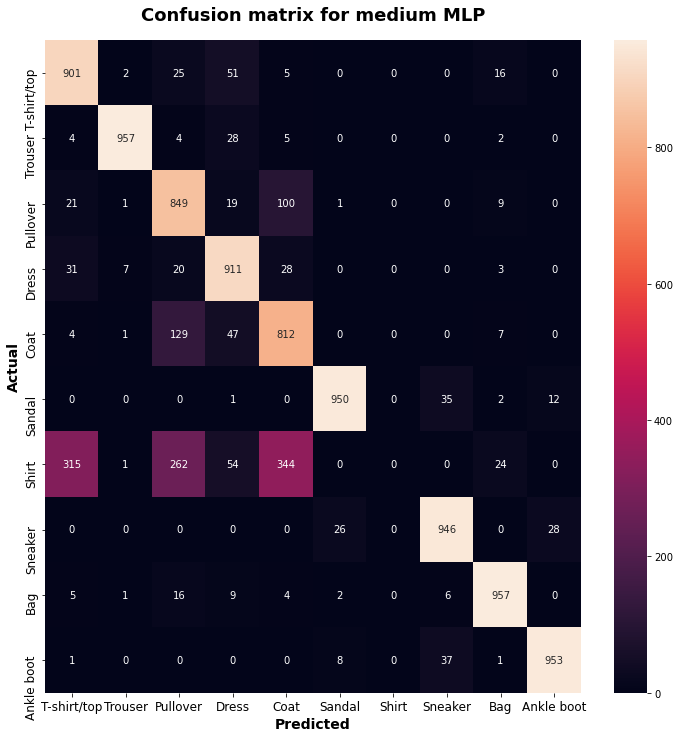 Confusion matrix for medium MLP
T-shirt/top 901 2 25 51 5 0 0 0 16 0
Trouser 4 957 4 28 5 0 0 0 2 0
Pullover 21 1 849 19 100 1 0 0 9 0
Dress 31 7 20 911 28 0 0 0 3 0
Coat 4 1 129 47 812 0 0 0 7 0
Sandal 0 0 0 1 0 950 0 35 2 12
Shirt 315 1 262 54 344 0 0 0 24 0
Sneaker 0 0 0 0 0 26 0 946 0 28
Bag 5 1 16 9 4 2 0 6 957 0
Ankle boot 1 0 0 0 0 8 0 37 1 953
T-shirt/top Trouser Pullover Dress Coat Sandal Shirt Sneaker Bag Ankle boot
Predicted
Actual
800
600
400
200
0